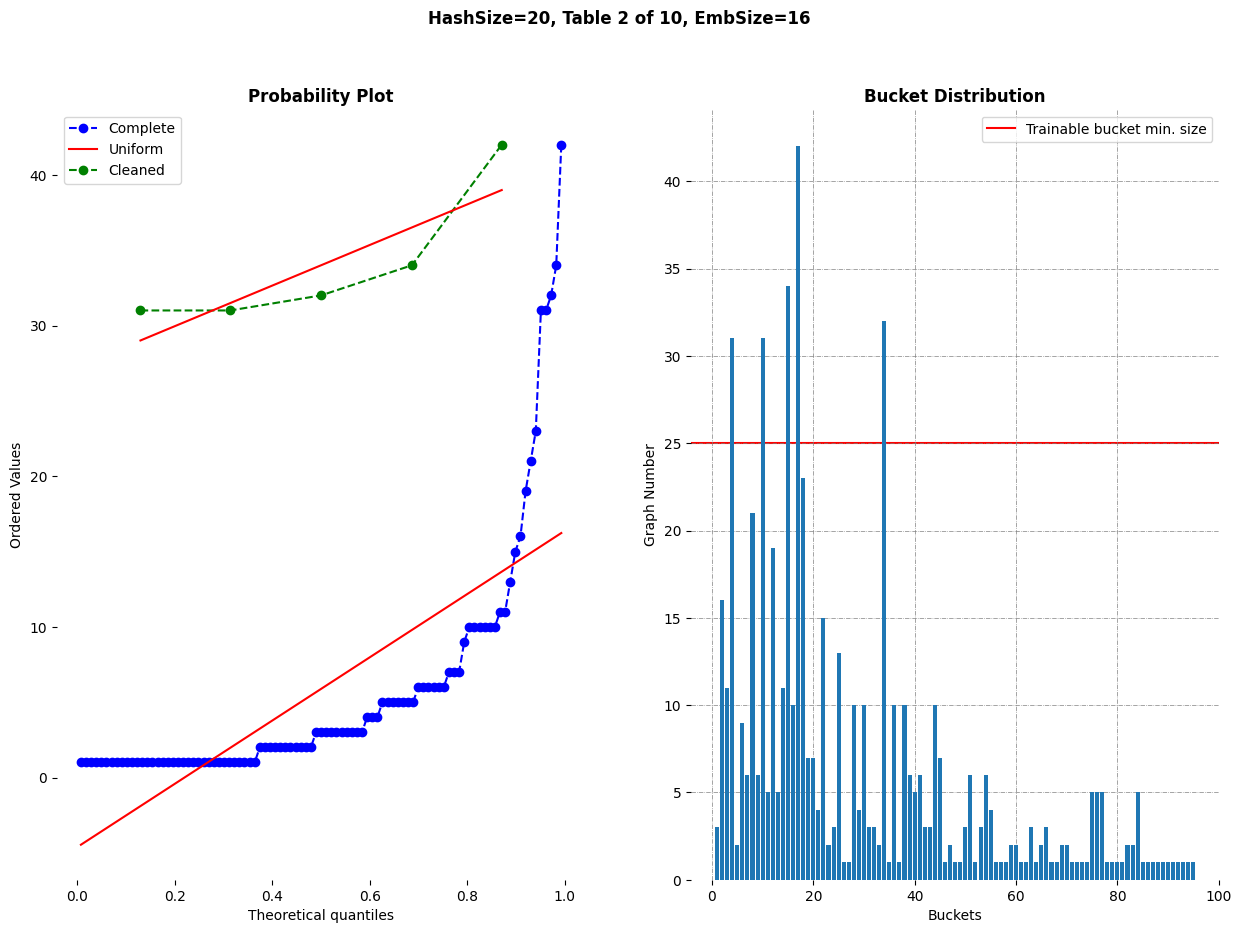 HashSize=20, Table 2 of 10, EmbSize=16
Probability Plot
Complete
Uniform
Cleaned
40
30
20
10
0
Ordered Values
0.0 0.2 0.4 0.6 0.8 1.0
Theoretical quantiles
Bucket Distribution
Trainable bucket min. size
40
35
30
25
20
15
10
5
0
Graph Number
0 20 40 60 80 100
Buckets